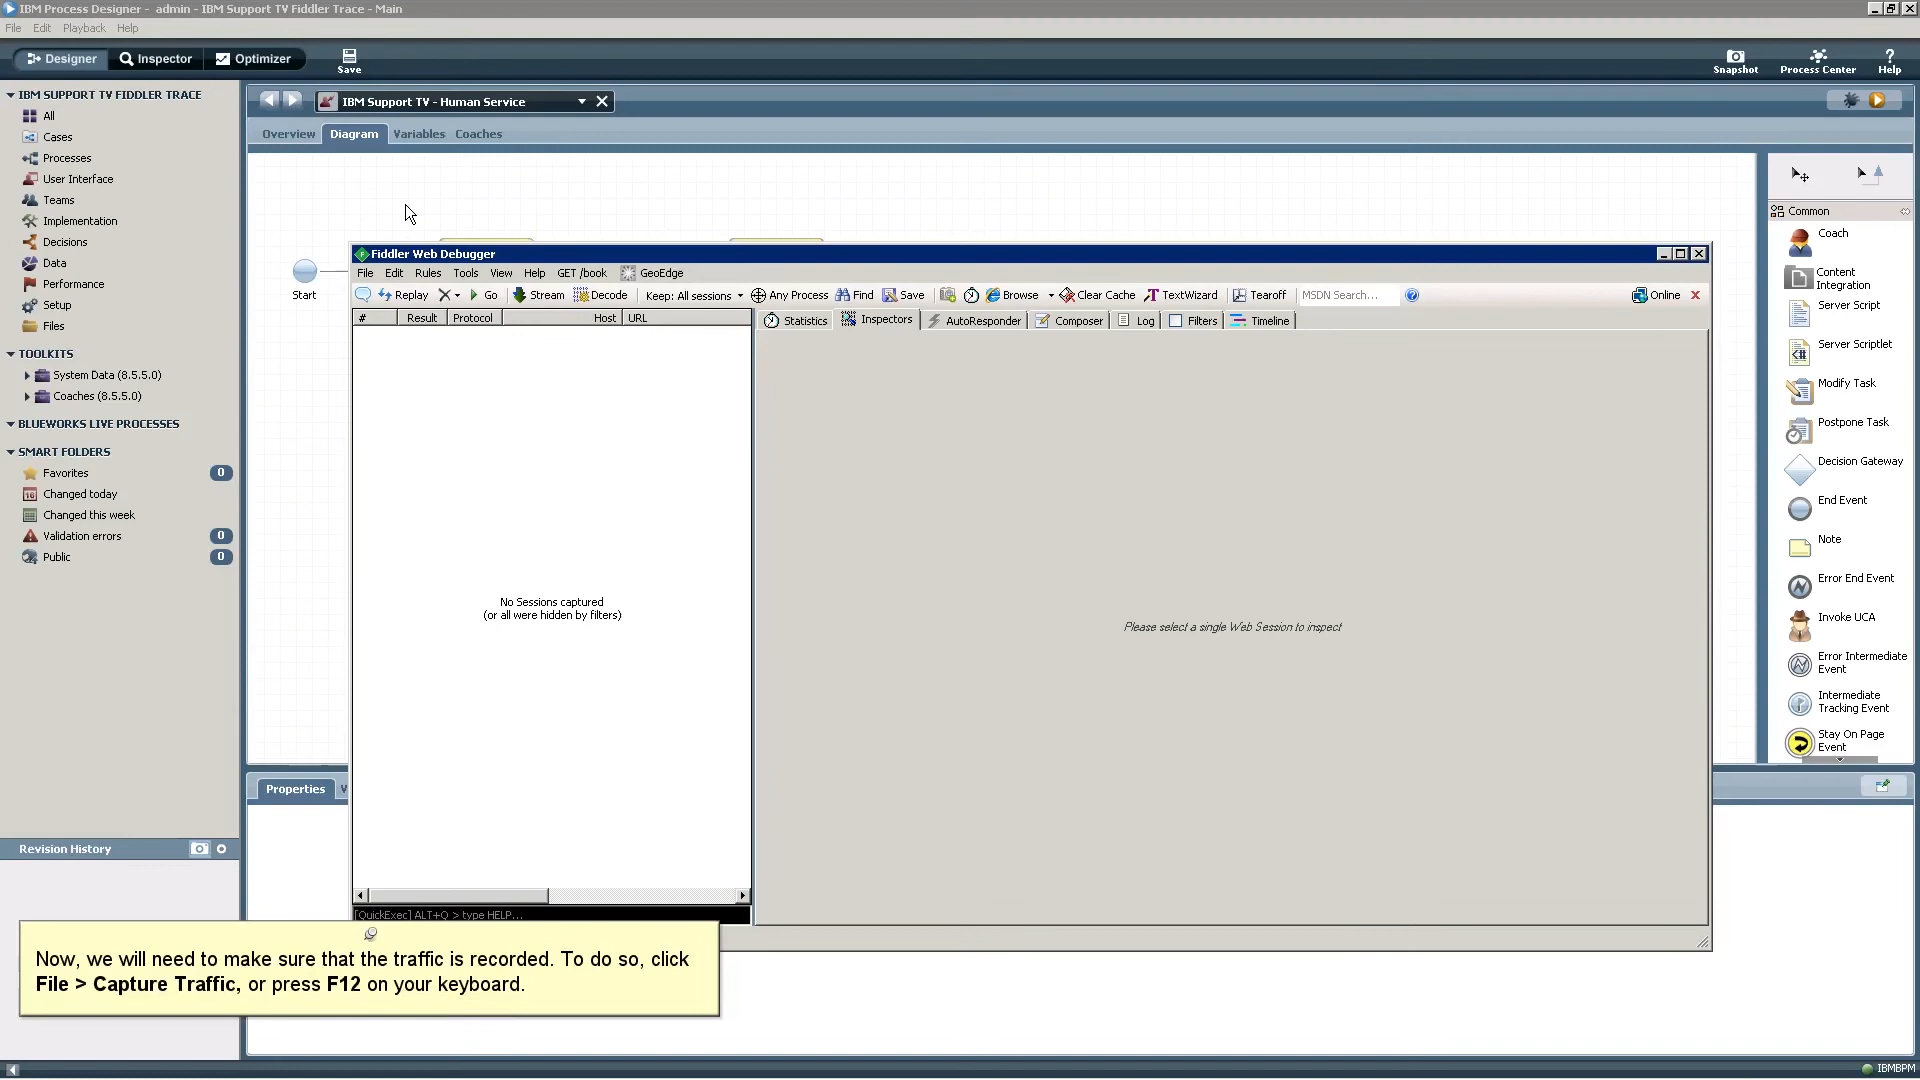 IBM Process Designer - admin - IBM Support TV Fiddler Trace - Main
File Edit Playback Help
Designer Inspector Optimizer Save Snapshot Process Center Help
IBM SUPPORT TV FIDDLER TRACE
All
Cases
Processes
User Interface
Teams
Implementation
Decisions
Data
Performance
Setup
Files
TOOLKITS
System Data (8.5.5.0)
Coaches (8.5.5.0)
BLUEWORKS LIVE PROCESSES
SMART FOLDERS
Favorites 0
Changed today
Changed this week
Validation errors 0
Public 0
Revision History
IBM Support TV - Human Service
Overview Diagram Variables Coaches
Start
Fiddler Web Debugger
File Edit Rules Tools View Help GET /book GeoEdge
Replay Go Stream Decode Keep: All sessions Any Process Find Save Browse Clear Cache TextWizard Tearoff MSDN Search... Online
# Result Protocol Host URL
Statistics Inspectors AutoResponder Composer Log Filters Timeline
No Sessions captured
(or all were hidden by filters)
Please select a single Web Session to inspect
[QuickExec] ALT+Q > type HELP...
Properties
Common
Coach
Content
Integration
Server Script
Server Scriptlet
Modify Task
Postpone Task
Decision Gateway
End Event
Note
Error End Event
Invoke UCA
Error Intermediate
Event
Intermediate
Tracking Event
Stay On Page
Event
Now, we will need to make sure that the traffic is recorded. To do so, click
File > Capture Traffic, or press F12 on your keyboard.
IBMBPM